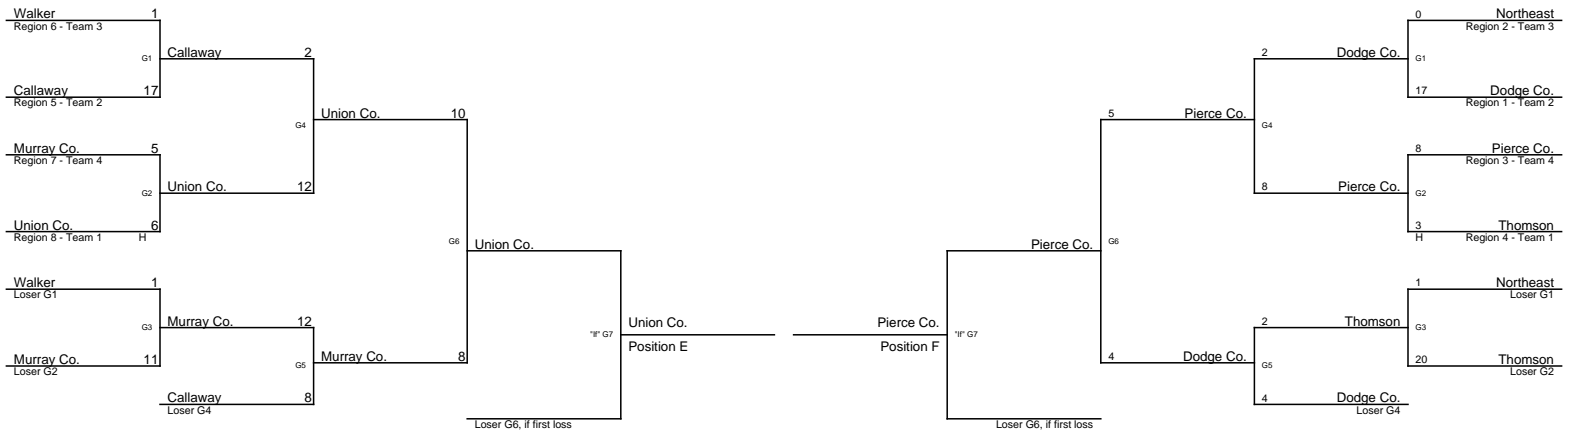 Walker 1
Region 6 - Team 3
G1
Callaway 2
Callaway 17
Region 5 - Team 2
G4
Union Co. 10
Murray Co. 5
Region 7 - Team 4
G2
Union Co. 12
Union Co. 6
Region 8 - Team 1 H
G6
Union Co.
Walker 1
Loser G1
G3
Murray Co. 12
Murray Co. 11
Loser G2
G5
Murray Co. 8
Callaway 8
Loser G4
Loser G6, if first loss
"If" G7
Union Co.
Position E
0 Northeast
Region 2 - Team 3
2 Dodge Co.
G1
17 Dodge Co.
Region 1 - Team 2
5 Pierce Co.
G4
8 Pierce Co.
Region 3 - Team 4
8 Pierce Co.
G2
3 Thomson
H Region 4 - Team 1
Pierce Co.
G6
1 Northeast
Loser G1
2 Thomson
G3
20 Thomson
Loser G2
4 Dodge Co.
G5
4 Dodge Co.
Loser G4
Loser G6, if first loss
Pierce Co.
"If" G7
Position F